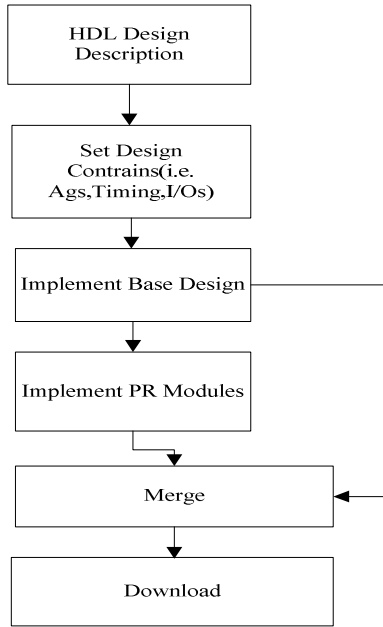 HDL Design
Description
Set Design
Contrains(i.e.
Ags,Timing,I/Os)
Implement Base Design
Implement PR Modules
Merge
Download